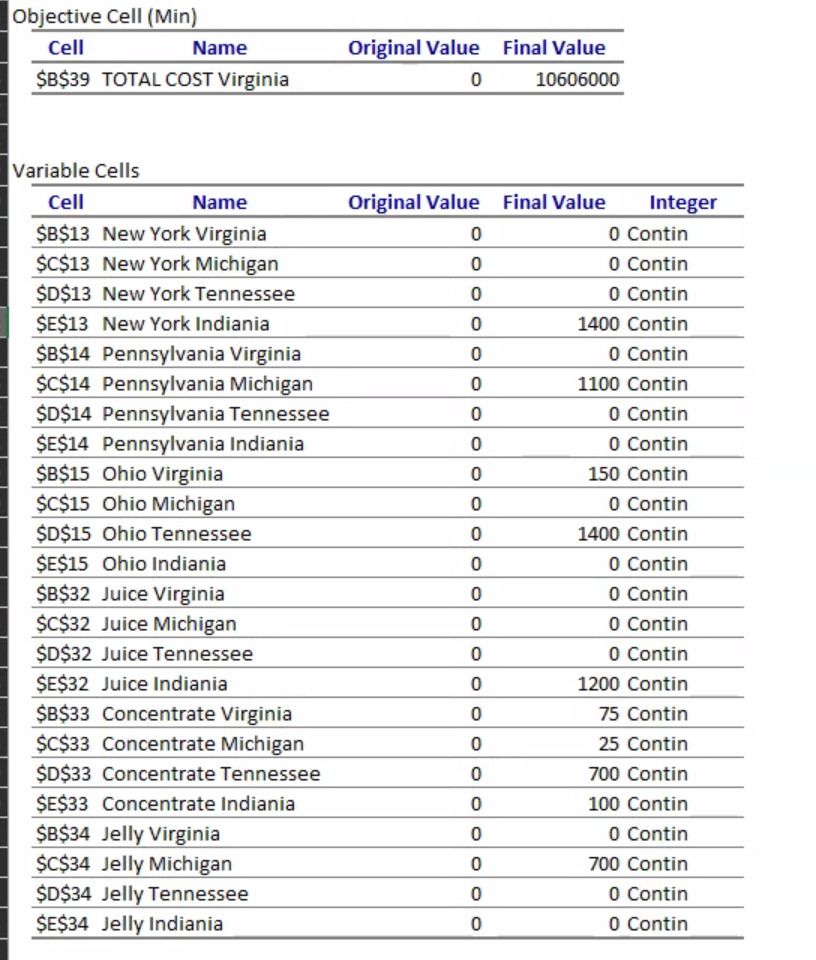 Objective Cell (Min)
Cell Name Original Value Final Value
$B$39 TOTAL COST Virginia 0 10606000
Variable Cells
Cell Name Original Value Final Value Integer
$B$13 New York Virginia 0 0 Contin
$C$13 New York Michigan 0 0 Contin
$D$13 New York Tennessee 0 0 Contin
$E$13 New York Indiania 0 1400 Contin
$B$14 Pennsylvania Virginia 0 0 Contin
$C$14 Pennsylvania Michigan 0 1100 Contin
$D$14 Pennsylvania Tennessee 0 0 Contin
$E$14 Pennsylvania Indiania 0 0 Contin
$B$15 Ohio Virginia 0 150 Contin
$C$15 Ohio Michigan 0 0 Contin
$D$15 Ohio Tennessee 0 1400 Contin
$E$15 Ohio Indiania 0 0 Contin
$B$32 Juice Virginia 0 0 Contin
$C$32 Juice Michigan 0 0 Contin
$D$32 Juice Tennessee 0 0 Contin
$E$32 Juice Indiania 0 1200 Contin
$B$33 Concentrate Virginia 0 75 Contin
$C$33 Concentrate Michigan 0 25 Contin
$D$33 Concentrate Tennessee 0 700 Contin
$E$33 Concentrate Indiania 0 100 Contin
$B$34 Jelly Virginia 0 0 Contin
$C$34 Jelly Michigan 0 700 Contin
$D$34 Jelly Tennessee 0 0 Contin
$E$34 Jelly Indiania 0 0 Contin